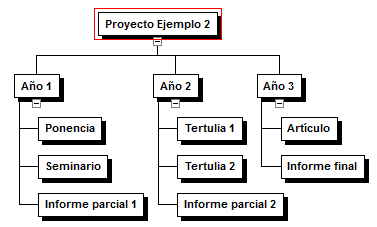 Proyecto Ejemplo 2
Año 1
Año 2
Año 3
Ponencia
Tertulia 1
Artículo
Seminario
Tertulia 2
Informe final
Informe parcial 1
Informe parcial 2